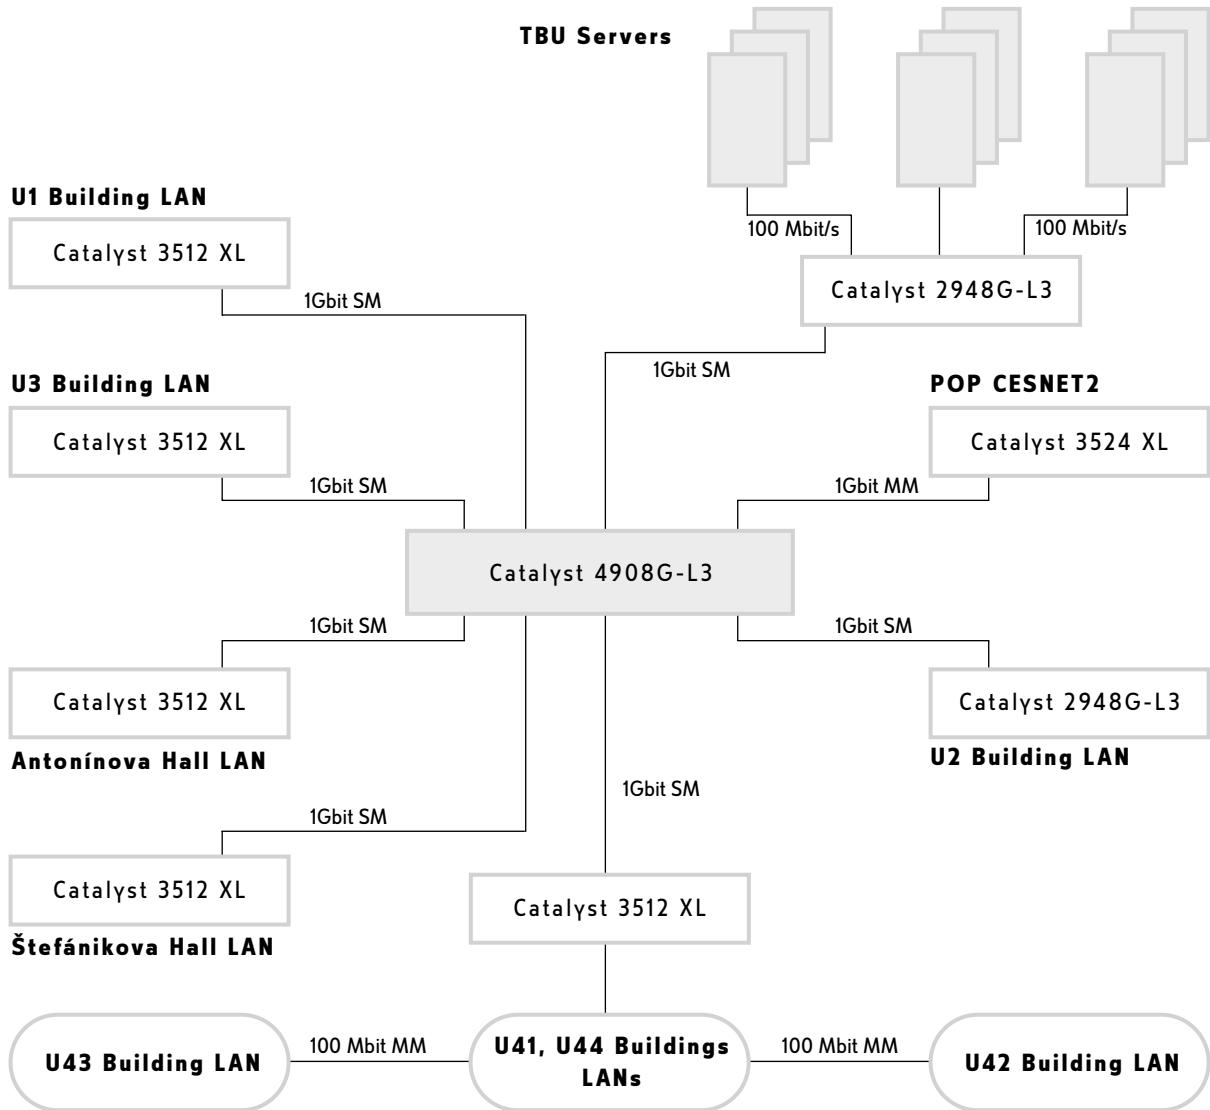 TBU Servers
U1 Building LAN
Catalyst 3512 XL
100 Mbit/s
100 Mbit/s
Catalyst 2948G-L3
1Gbit SM
1Gbit SM
U3 Building LAN
POP CESNET2
Catalyst 3512 XL
Catalyst 3524 XL
1Gbit SM
1Gbit MM
Catalyst 4908G-L3
1Gbit SM
1Gbit SM
Catalyst 3512 XL
Catalyst 2948G-L3
Antonínova Hall LAN
U2 Building LAN
1Gbit SM
1Gbit SM
Catalyst 3512 XL
Catalyst 3512 XL
Štefánikova Hall LAN
U43 Building LAN
100 Mbit MM
U41, U44 Buildings
LANs
100 Mbit MM
U42 Building LAN